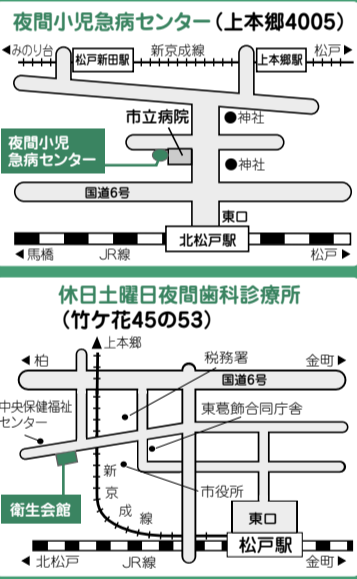 夜間小児急病センター(上本郷4005)
◀みのり台
新京成線
松戸▶
松戸新田駅
上本郷駅
市立病院
●神社
夜間小児
急病センター
●神社
国道6号
東口
北松戸駅
◀馬橋
JR線
松戸▶
休日土曜日夜間歯科診療所
(竹ケ花45の53)
▲上本郷
税務署
◀柏
金町▶
国道6号
中央保健福祉
センター
東葛飾合同庁舎
新京成線
市役所
衛生会館
東口
松戸駅
◀北松戸
JR線
金町▶